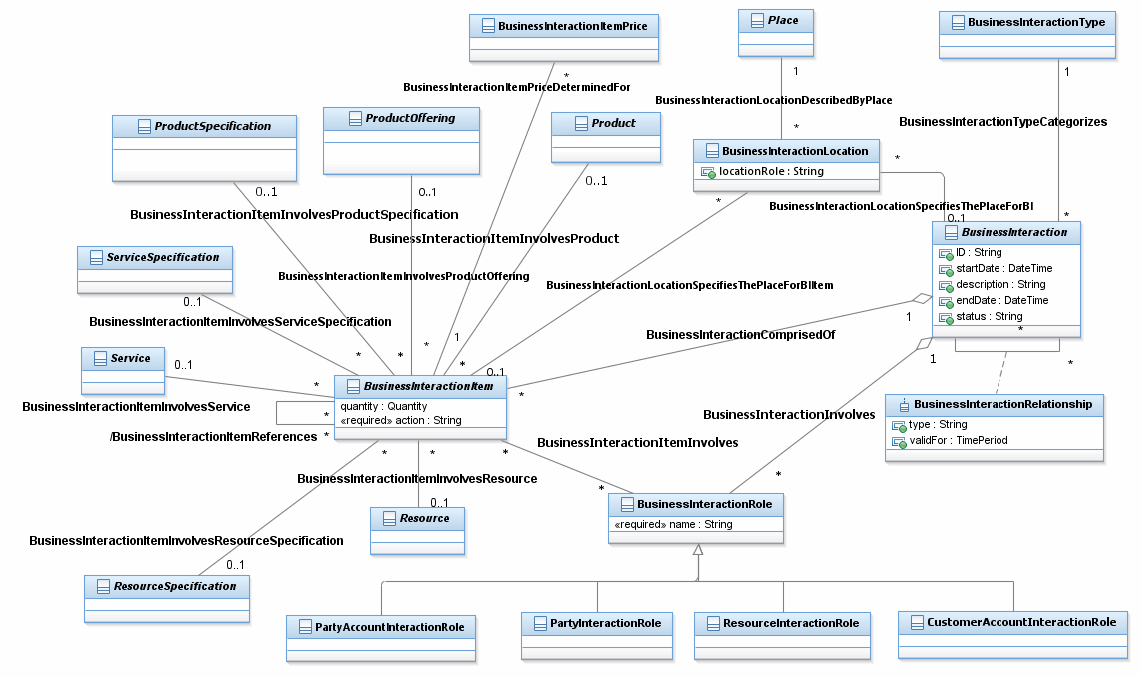 BusinessInteractionItemPrice
Place
BusinessInteractionType
*
1
1
BusinessInteractionItemPriceDeterminedFor
BusinessInteractionLocationDescribedByPlace
ProductSpecification
ProductOffering
Product
*
BusinessInteractionTypeCategorizes
BusinessInteractionLocation
locationRole : String
*
0..1
0..1
0..1
*
BusinessInteractionLocationSpecifiesThePlaceForBI
BusinessInteractionItemInvolvesProductSpecification
0..1
*
BusinessInteraction
ID : String
startDate : DateTime
description : String
endDate : DateTime
status : String
*
*
BusinessInteractionItemInvolvesProduct
ServiceSpecification
BusinessInteractionItemInvolvesProductOffering
BusinessInteractionLocationSpecifiesThePlaceForBIItem
0..1
BusinessInteractionItemInvolvesServiceSpecification
1
BusinessInteractionComprisedOf
1
*
*
*
*
0..1
1
Service
0..1
*
BusinessInteractionItem
quantity : Quantity
«required» action : String
*
BusinessInteractionItemInvolvesService
*
/BusinessInteractionItemReferences
*
BusinessInteractionRelationship
type : String
validFor : TimePeriod
BusinessInteractionInvolves
BusinessInteractionItemInvolves
*
*
*
BusinessInteractionItemInvolvesResource
*
*
0..1
BusinessInteractionRole
«required» name : String
Resource
BusinessInteractionItemInvolvesResourceSpecification
0..1
ResourceSpecification
PartyAccountInteractionRole
PartyInteractionRole
ResourceInteractionRole
CustomerAccountInteractionRole